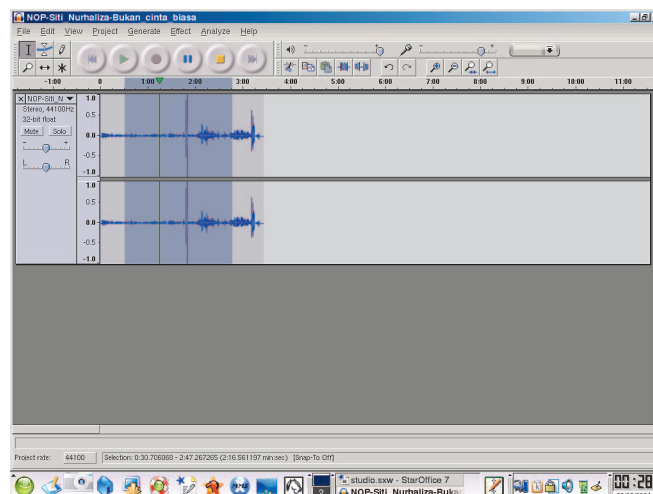 NOP-Siti_Nurhaliza-Bukan_cinta_biasa
File Edit View Project Generate Effect Analyze Help
-1:00 0 1:00 2:00 3:00 4:00 5:00 6:00 7:00 8:00 9:00 10:00 11:00
NOP-Siti_N
Stereo, 44100Hz
32-bit float
Mute Solo
- +
L R
1.0
0.5
0.0
-0.5
-1.0
1.0
0.5
0.0
-0.5
-1.0
Project rate: 44100 Selection: 0:30.706068 - 2:47.267265 (2:16.561197 min:sec) [Snap-To Off]
studio.sxw - StarOffice 7
2 NOP-Siti_Nurhaliza-Buka
00:28